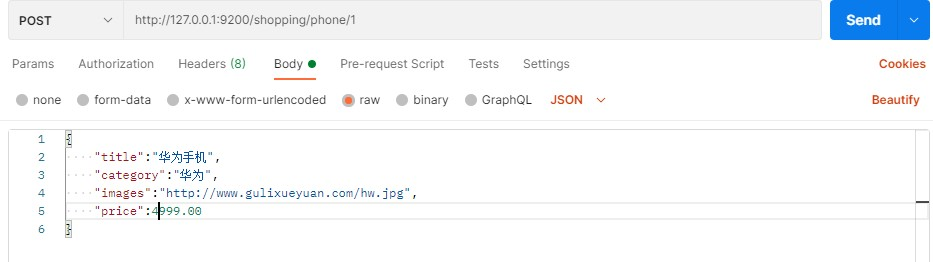 POST http://127.0.0.1:9200/shopping/phone/1 Send
Params Authorization Headers (8) Body Pre-request Script Tests Settings Cookies
none form-data x-www-form-urlencoded raw binary GraphQL JSON Beautify
1 {
2 "title":"华为手机",
3 "category":"华为",
4 "images":"http://www.gulixueyuan.com/hw.jpg",
5 "price":4999.00
6 }